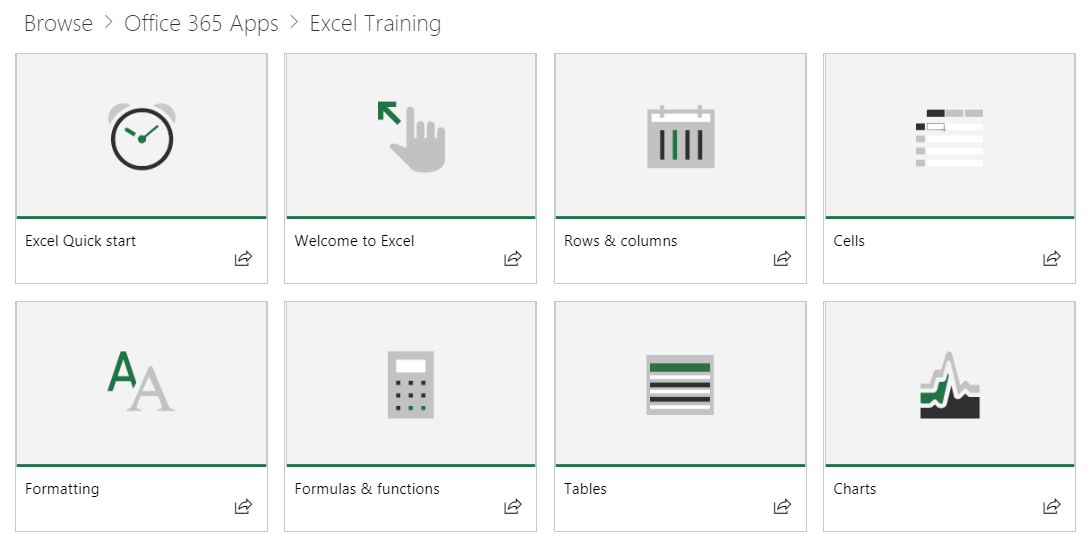 Browse > Office 365 Apps > Excel Training
Excel Quick start
Welcome to Excel
Rows & columns
Cells
Formatting
Formulas & functions
Tables
Charts